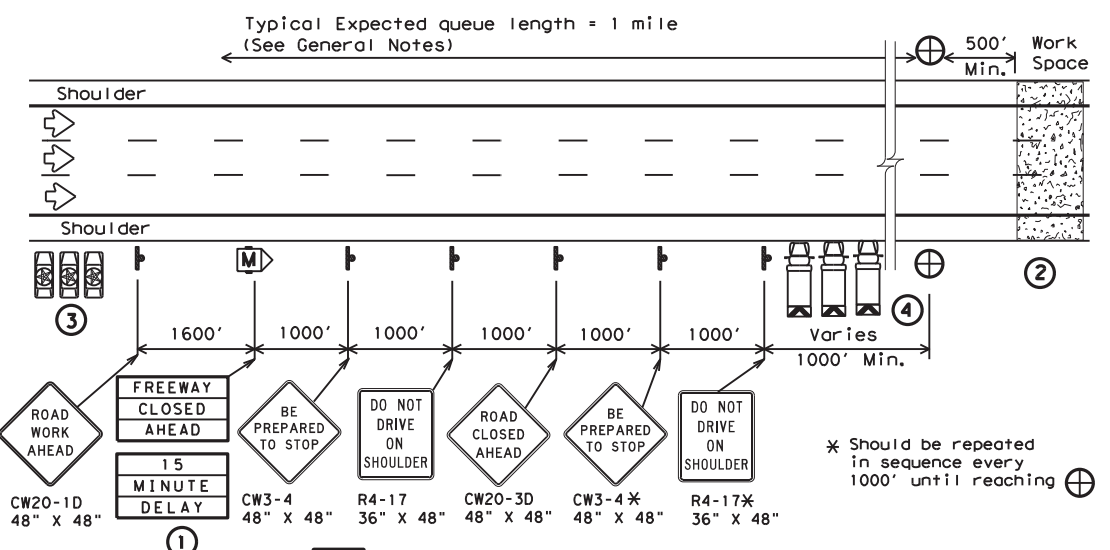 Typical Expected queue length = 1 mile
(See General Notes)
500'
Min.
Work
Space
Shoulder
Shoulder
M
3
4
2
1600'
1000'
1000'
1000'
1000'
1000'
Varies
1000' Min.
ROAD
WORK
AHEAD
CW20-1D
48" X 48"
FREEWAY
CLOSED
AHEAD
15
MINUTE
DELAY
1
BE
PREPARED
TO STOP
CW3-4
48" X 48"
DO NOT
DRIVE
ON
SHOULDER
R4-17
36" X 48"
ROAD
CLOSED
AHEAD
CW20-3D
48" X 48"
BE
PREPARED
TO STOP
CW3-4*
48" X 48"
DO NOT
DRIVE
ON
SHOULDER
R4-17*
36" X 48"
* Should be repeated
in sequence every
1000' until reaching